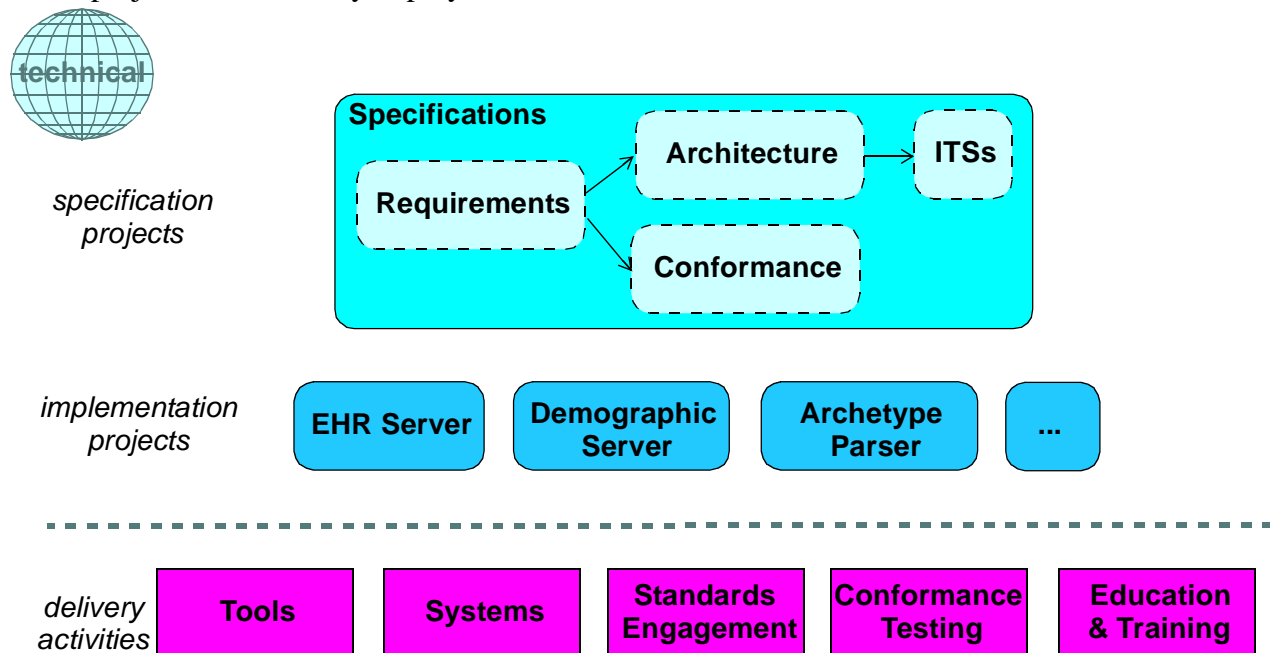 technical
Specifications
Architecture
ITSs
Requirements
Conformance
specification
projects
implementation
projects
EHR Server
Demographic
Server
Archetype
Parser
...
delivery
activities
Tools
Systems
Standards
Engagement
Conformance
Testing
Education
& Training